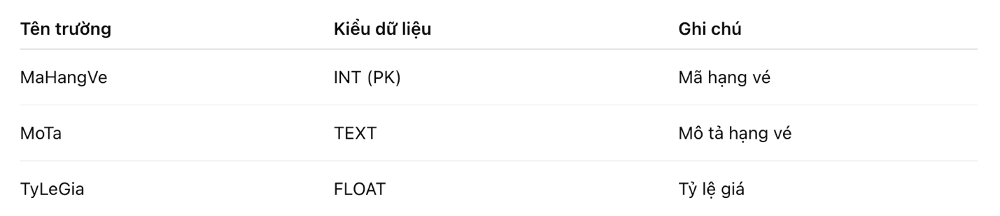 Tên trường Kiểu dữ liệu Ghi chú
MaHangVe INT (PK) Mã hạng vé
MoTa TEXT Mô tả hạng vé
TyLeGia FLOAT Tỷ lệ giá